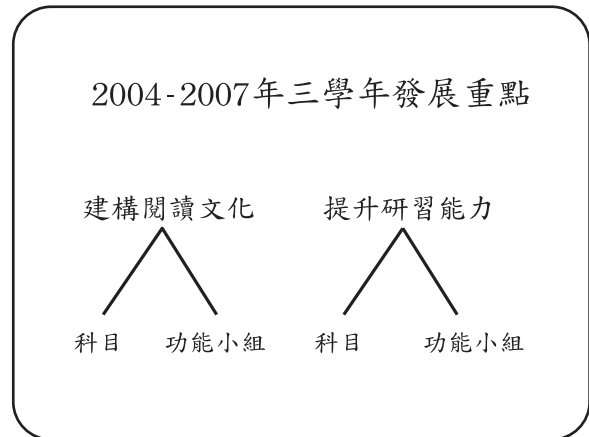 2004-2007年三學年發展重點
建構閱讀文化 提升研習能力
科目 功能小組 科目 功能小組